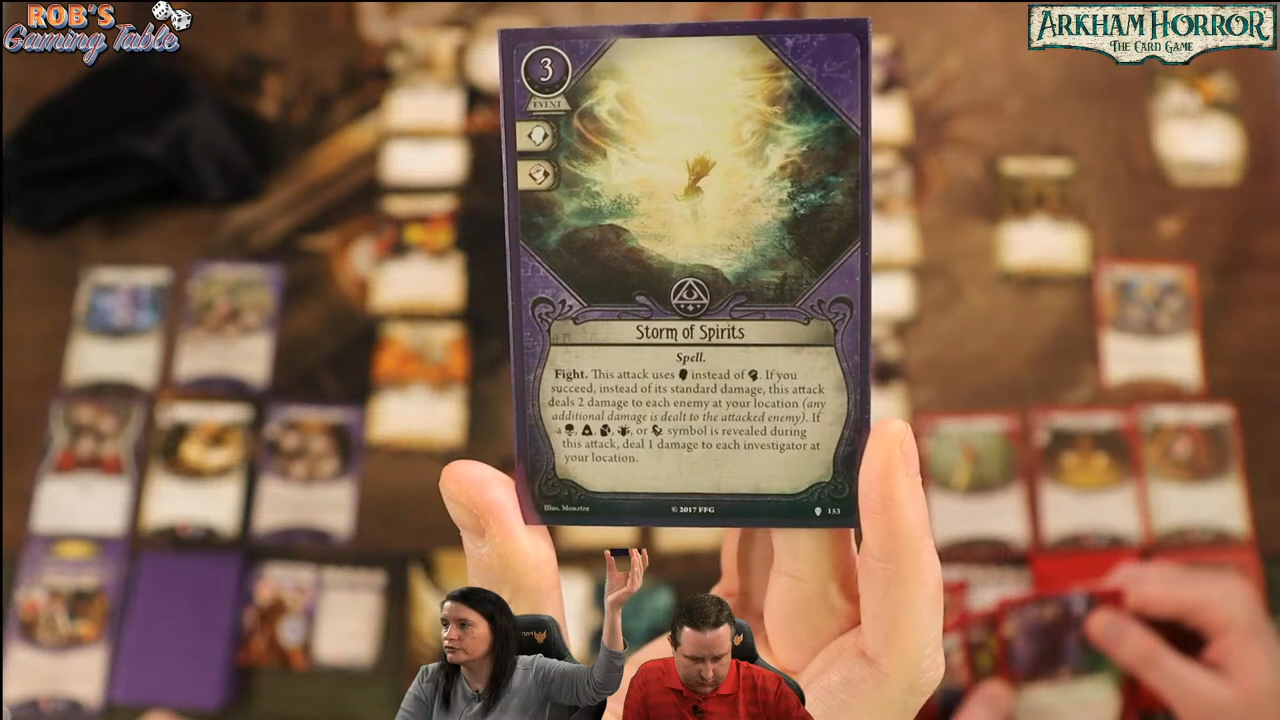 ROB'S
Gaming Table
ARKHAM HORROR
THE CARD GAME
3
EVENT
Storm of Spirits
Spell.
Fight. This attack uses instead of . If you
succeed, instead of its standard damage, this attack
deals 2 damage to each enemy at your location (any
additional damage is dealt to the attacked enemy). If
a , , , , or symbol is revealed during
this attack, deal 1 damage to each investigator at
your location.
Illus. Monstre
© 2017 FFG
153